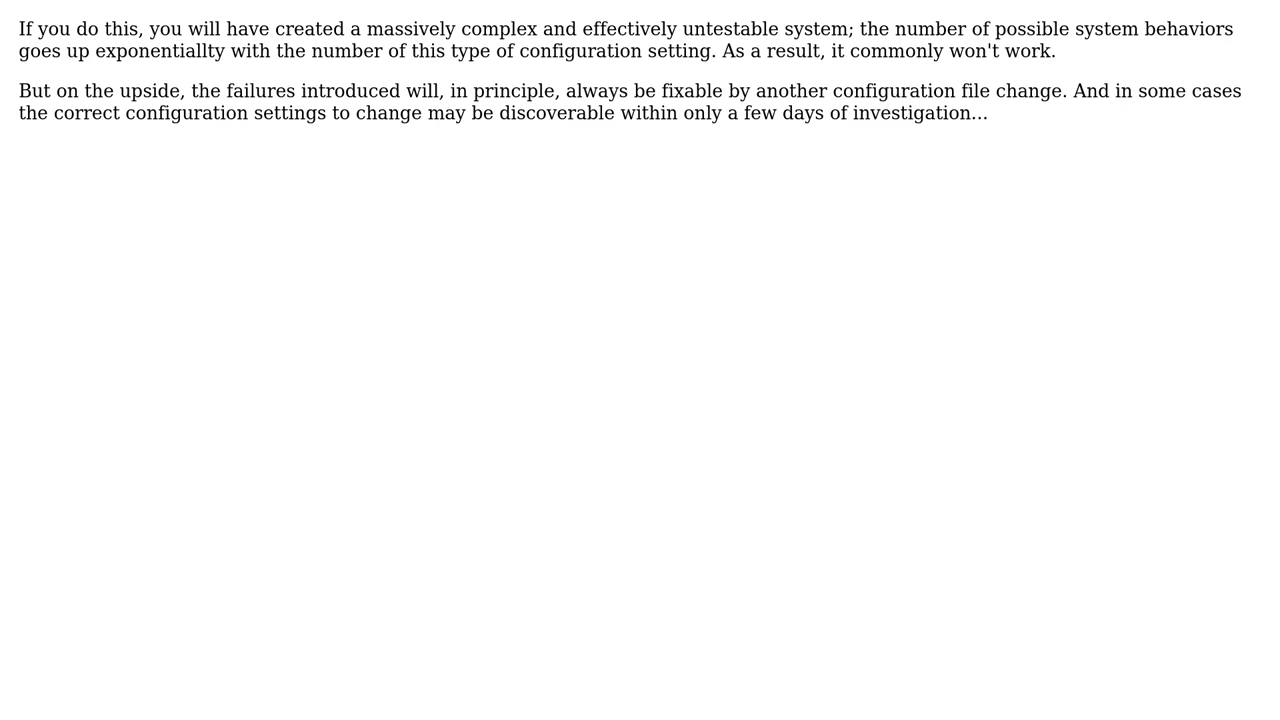 If you do this, you will have created a massively complex and effectively untestable system; the number of possible system behaviors
goes up exponentiallty with the number of this type of configuration setting. As a result, it commonly won't work.
But on the upside, the failures introduced will, in principle, always be fixable by another configuration file change. And in some cases
the correct configuration settings to change may be discoverable within only a few days of investigation...